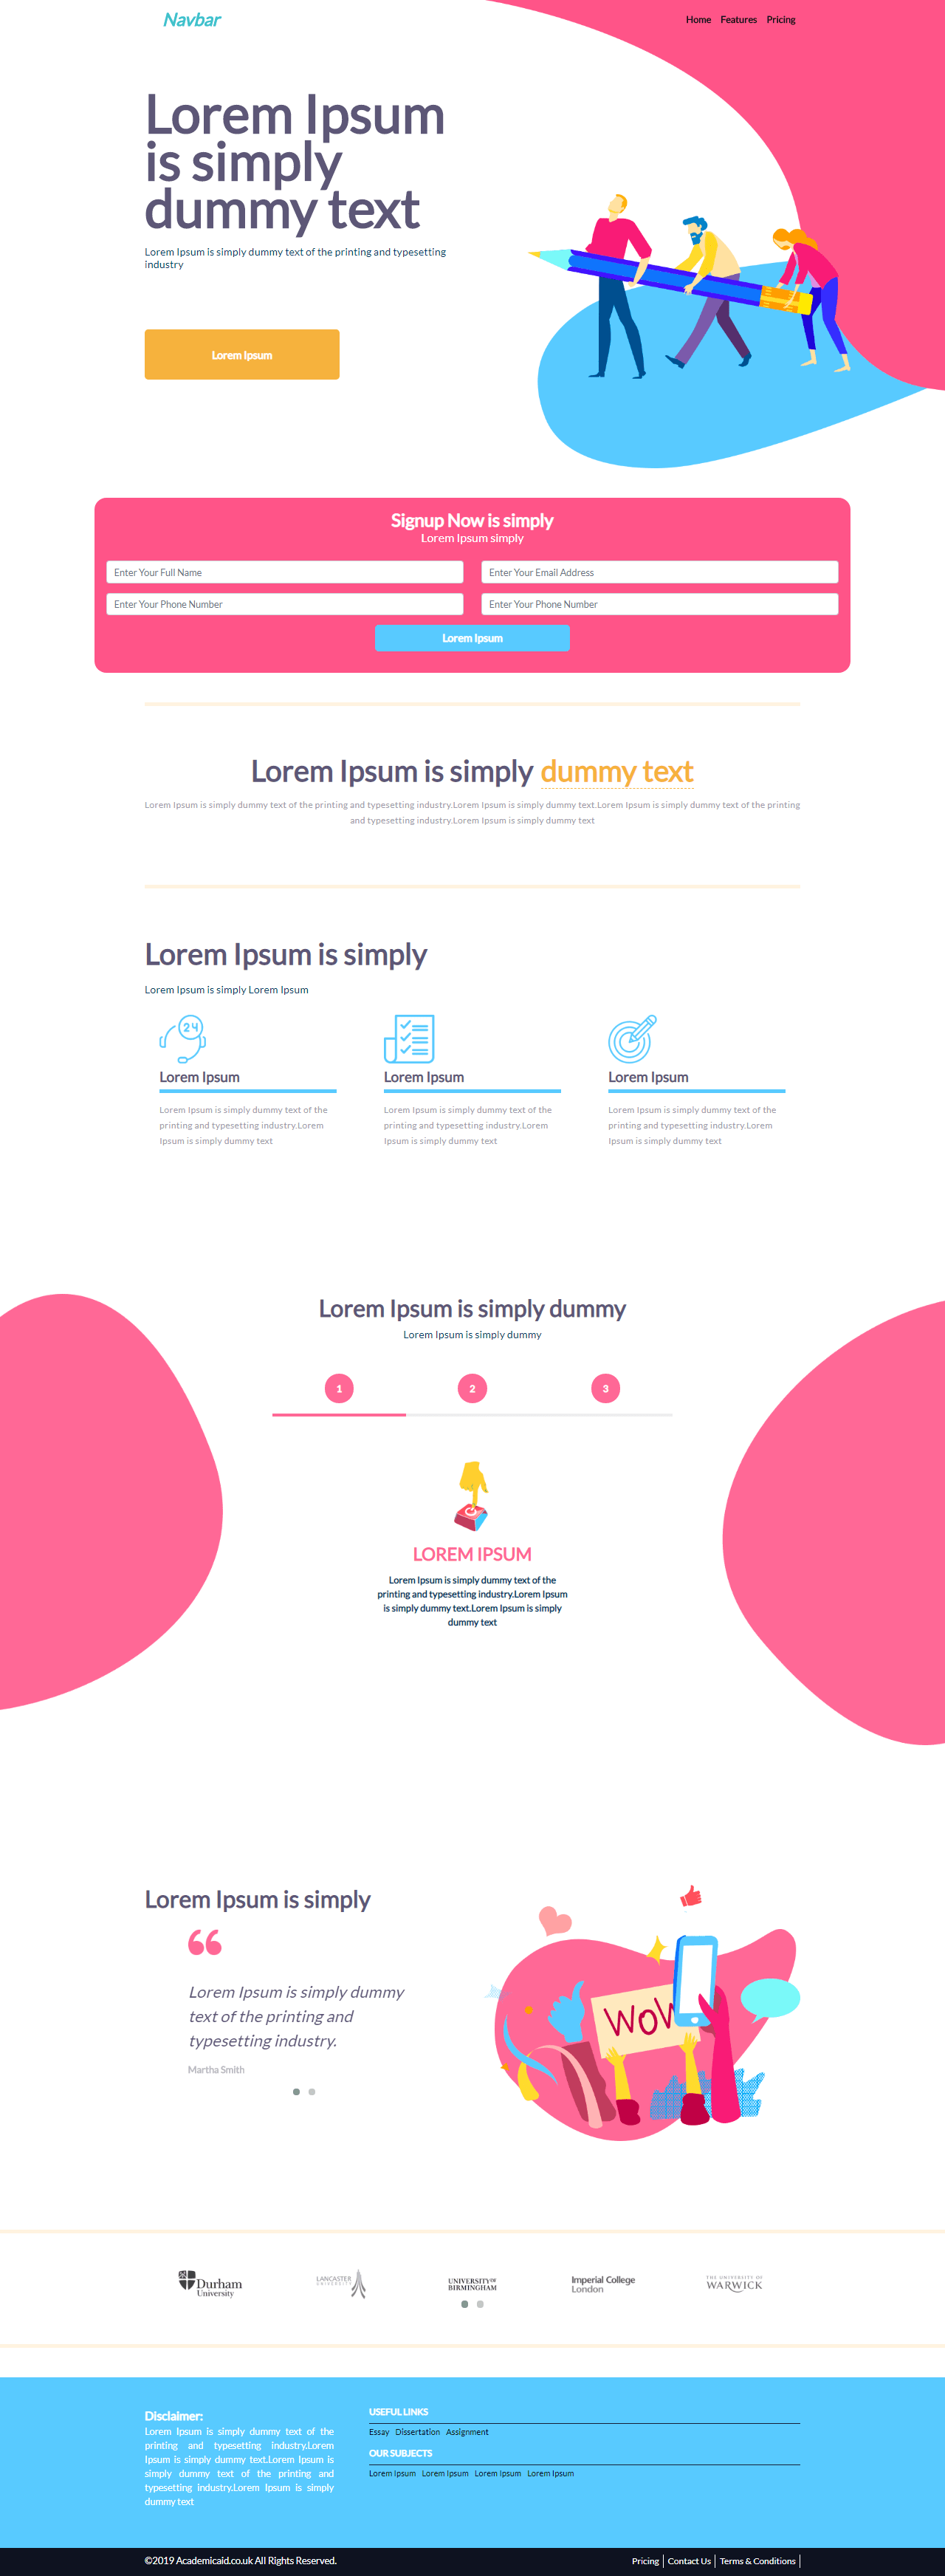 Navbar
Home Features Pricing
Lorem Ipsum
is simply
dummy text
Lorem Ipsum is simply dummy text of the printing and typesetting
industry
Lorem Ipsum
Signup Now is simply
Lorem Ipsum simply
Enter Your Full Name
Enter Your Email Address
Enter Your Phone Number
Enter Your Phone Number
Lorem Ipsum
Lorem Ipsum is simply dummy text
Lorem Ipsum is simply dummy text of the printing and typesetting industry.Lorem Ipsum is simply dummy text.Lorem Ipsum is simply dummy text of the printing
and typesetting industry.Lorem Ipsum is simply dummy text
Lorem Ipsum is simply
Lorem Ipsum is simply Lorem Ipsum
24
Lorem Ipsum
Lorem Ipsum is simply dummy text of the
printing and typesetting industry.Lorem
Ipsum is simply dummy text
Lorem Ipsum
Lorem Ipsum is simply dummy text of the
printing and typesetting industry.Lorem
Ipsum is simply dummy text
Lorem Ipsum
Lorem Ipsum is simply dummy text of the
printing and typesetting industry.Lorem
Ipsum is simply dummy text
Lorem Ipsum is simply dummy
Lorem Ipsum is simply dummy
1 2 3
LOREM IPSUM
Lorem Ipsum is simply dummy text of the
printing and typesetting industry.Lorem Ipsum
is simply dummy text.Lorem Ipsum is simply
dummy text
Lorem Ipsum is simply
“
Lorem Ipsum is simply dummy
text of the printing and
typesetting industry.
Martha Smith
WOW
Durham
University
LANCASTER
UNIVERSITY
UNIVERSITY OF
BIRMINGHAM
Imperial College
London
THE UNIVERSITY OF
WARWICK
Disclaimer:
Lorem Ipsum is simply dummy text of the
printing and typesetting industry.Lorem
Ipsum is simply dummy text.Lorem Ipsum is
simply dummy text of the printing and
typesetting industry.Lorem Ipsum is simply
dummy text
USEFUL LINKS
Essay Dissertation Assignment
OUR SUBJECTS
Lorem Ipsum Lorem Ipsum Lorem Ipsum Lorem Ipsum
©2019 Academicaid.co.uk All Rights Reserved.
Pricing Contact Us Terms & Conditions